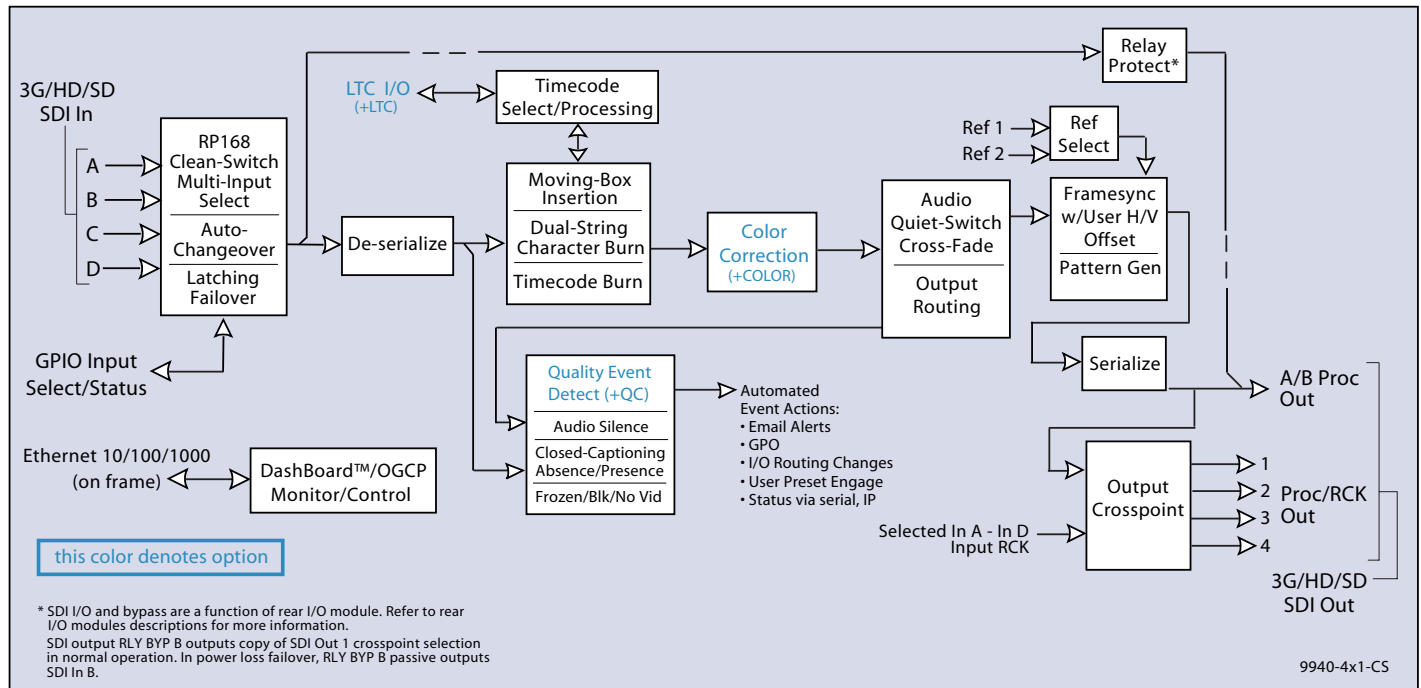 3G/HD/SD
SDI In
A
B
C
D
RP168
Clean-Switch
Multi-Input
Select
Auto-
Changeover
Latching
Failover
GPIO Input
Select/Status
De-serialize
LTC I/O
(+LTC)
Timecode
Select/Processing
Moving-Box
Insertion
Dual-String
Character Burn
Timecode Burn
Color
Correction
(+COLOR)
Audio
Quiet-Switch
Cross-Fade
Output
Routing
Relay
Protect*
Ref 1
Ref 2
Ref
Select
Framesync
w/User H/V
Offset
Pattern Gen
Serialize
A/B Proc
Out
Quality Event
Detect (+QC)
Audio Silence
Closed-Captioning
Absence/Presence
Frozen/Blk/No Vid
Automated
Event Actions:
• Email Alerts
• GPO
• I/O Routing Changes
• User Preset Engage
• Status via serial, IP
Ethernet 10/100/1000
(on frame)
DashBoard™/OGCP
Monitor/Control
Selected In A - In D
Input RCK
Output
Crosspoint
1
2
3
4
Proc/RCK
Out
3G/HD/SD
SDI Out
this color denotes option
* SDI I/O and bypass are a function of rear I/O module. Refer to rear
I/O modules descriptions for more information.
SDI output RLY BYP B outputs copy of SDI Out 1 crosspoint selection
in normal operation. In power loss failover, RLY BYP B passive outputs
SDI In B.
9940-4x1-CS